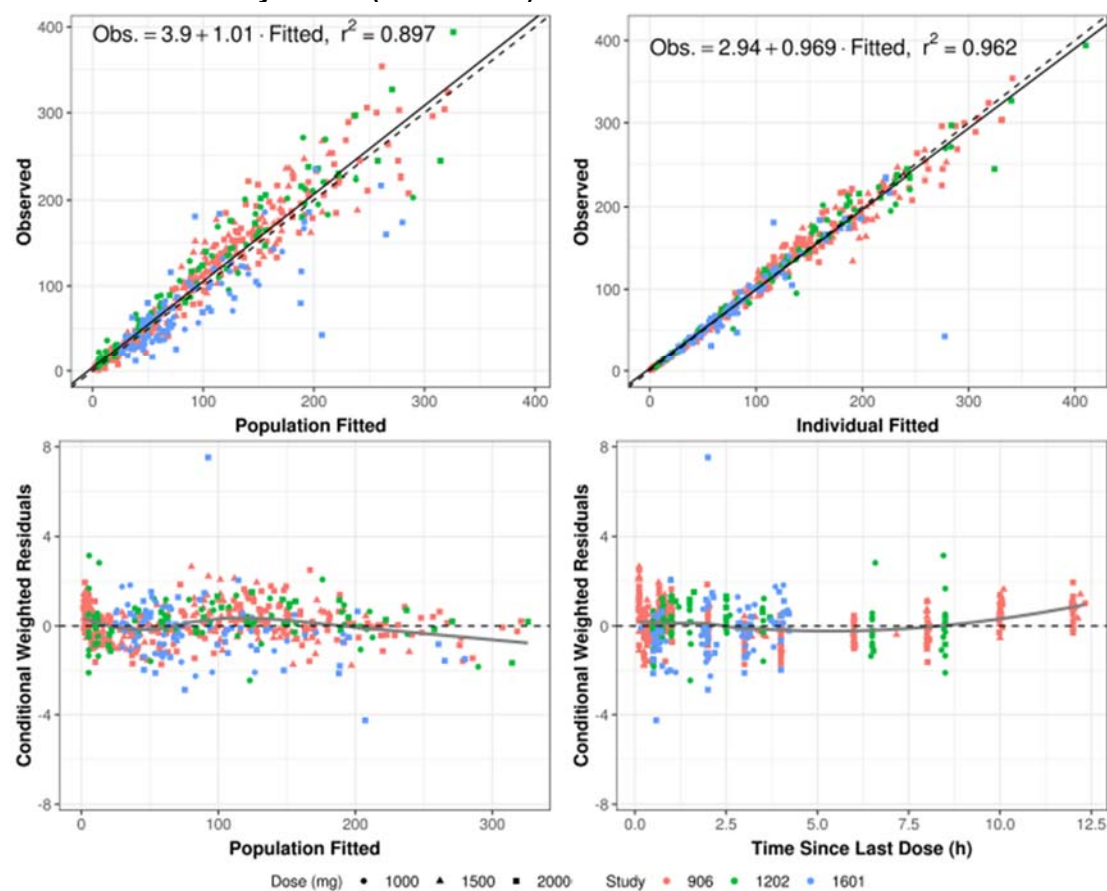 Obs. = 3.9 + 1.01 · Fitted, r² = 0.897
400
300
200
100
0
Observed
0 100 200 300 400
Population Fitted
Obs. = 2.94 + 0.969 · Fitted, r² = 0.962
400
300
200
100
0
Observed
0 100 200 300 400
Individual Fitted
8
4
0
-4
-8
Conditional Weighted Residuals
0 100 200 300
Population Fitted
8
4
0
-4
-8
Conditional Weighted Residuals
0.0 2.5 5.0 7.5 10.0 12.5
Time Since Last Dose (h)
Dose (mg) 1000 1500 2000 Study 906 1202 1601